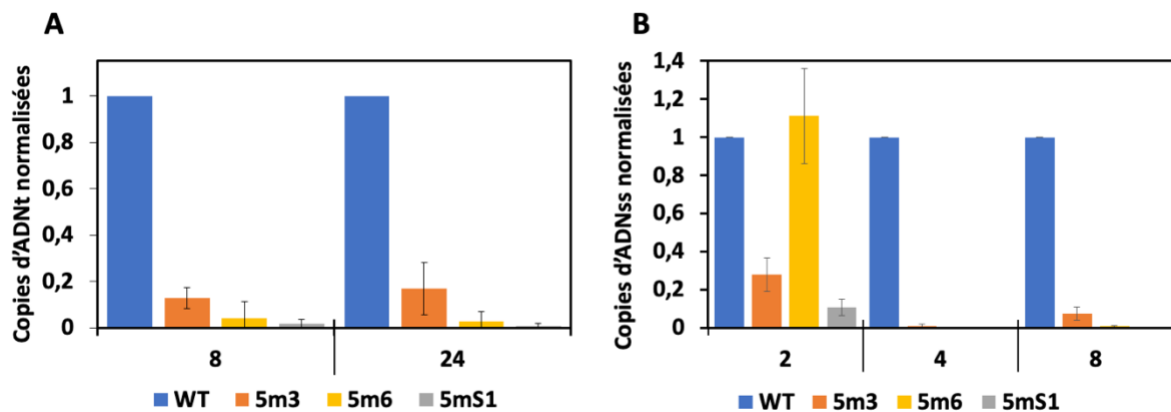 A
Copies d'ADNt normalisées
1
0,8
0,6
0,4
0,2
0
8 24
WT 5m3 5m6 5mS1
B
Copies d'ADNss normalisées
1,4
1,2
1
0,8
0,6
0,4
0,2
0
2 4 8
WT 5m3 5m6 5mS1